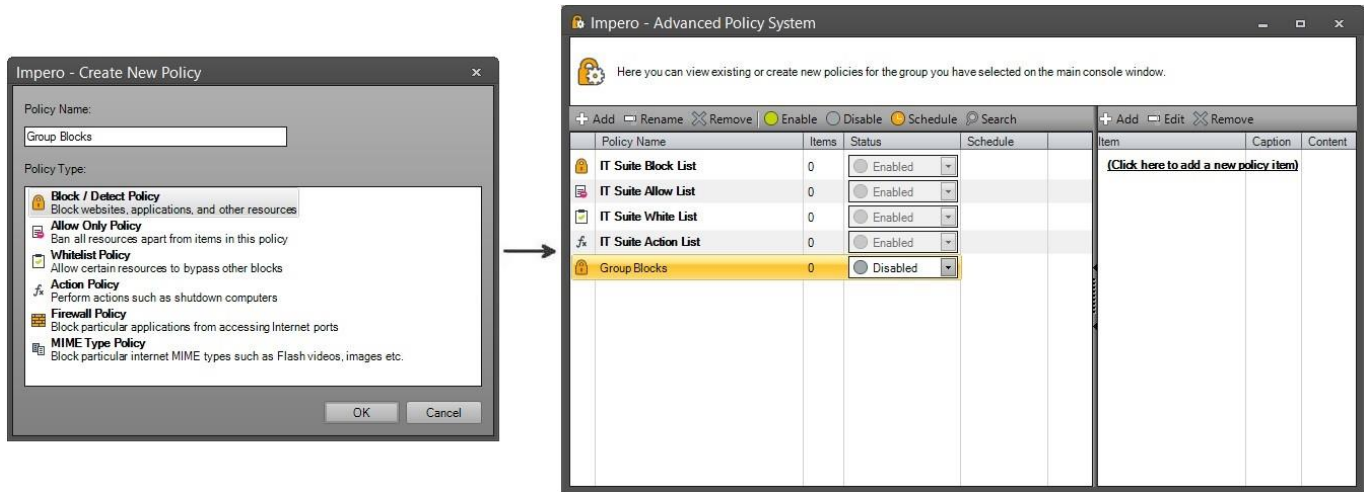 Impero - Create New Policy
Policy Name:
Group Blocks
Policy Type:
Block / Detect Policy
Block websites, applications, and other resources
Allow Only Policy
Ban all resources apart from items in this policy
Whitelist Policy
Allow certain resources to bypass other blocks
Action Policy
Perform actions such as shutdown computers
Firewall Policy
Block particular applications from accessing Internet ports
MIME Type Policy
Block particular internet MIME types such as Flash videos, images etc.
OK Cancel
Impero - Advanced Policy System
Here you can view existing or create new policies for the group you have selected on the main console window.
Add Rename Remove Enable Disable Schedule Search
Policy Name Items Status Schedule
IT Suite Block List 0 Enabled
IT Suite Allow List 0 Enabled
IT Suite White List 0 Enabled
IT Suite Action List 0 Enabled
Group Blocks 0 Disabled
Add Edit Remove
Item Caption Content
(Click here to add a new policy item)